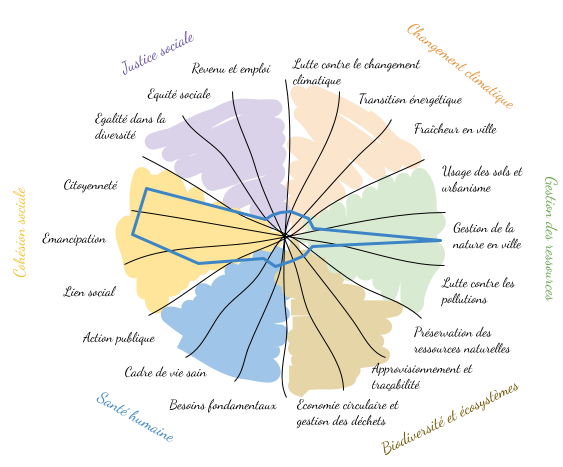 Justice sociale
Changement climatique
Revenu et emploi
Lutte contre le changement
climatique
Equité sociale
Transition énergétique
Egalité dans la
diversité
Fraîcheur en ville
Citoyenneté
Usage des sols et
urbanisme
Cohésion sociale
Gestion des ressources
Emancipation
Gestion de la
nature en ville
Lien social
Lutte contre les
pollutions
Action publique
Préservation des
ressources naturelles
Cadre de vie sain
Approvisionnement et
traçabilité
Besoins fondamentaux
Economie circulaire et
gestion des déchets
Santé humaine
Biodiversité et écosystèmes